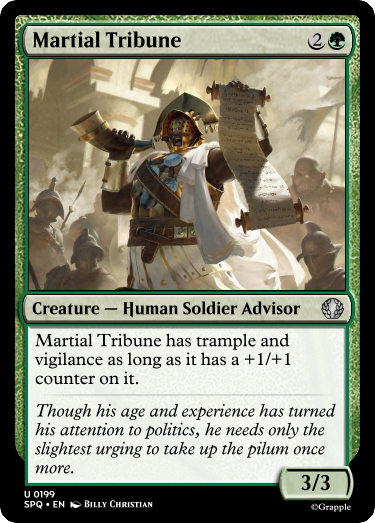 Martial Tribune 2
Creature — Human Soldier Advisor
Martial Tribune has trample and
vigilance as long as it has a +1/+1
counter on it.
Though his age and experience has turned
his attention to politics, he needs only the
slightest urging to take up the pilum once
more.
3/3
U 0199
SPQ • EN Billy Christian
©Grapple